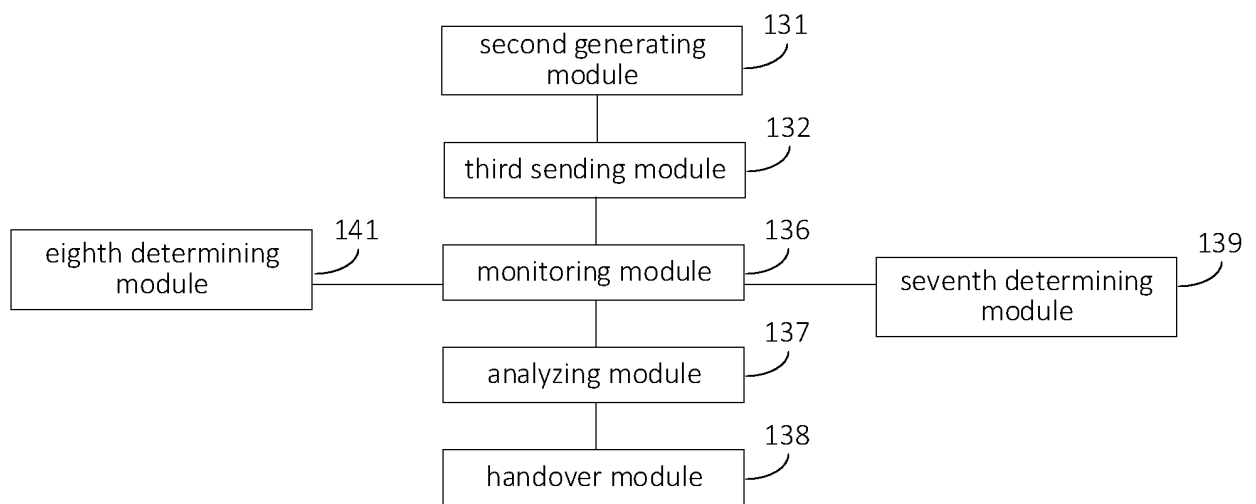 131
second generating
module
132
third sending module
eighth determining
module
141
136
monitoring module
139
seventh determining
module
137
analyzing module
138
handover module